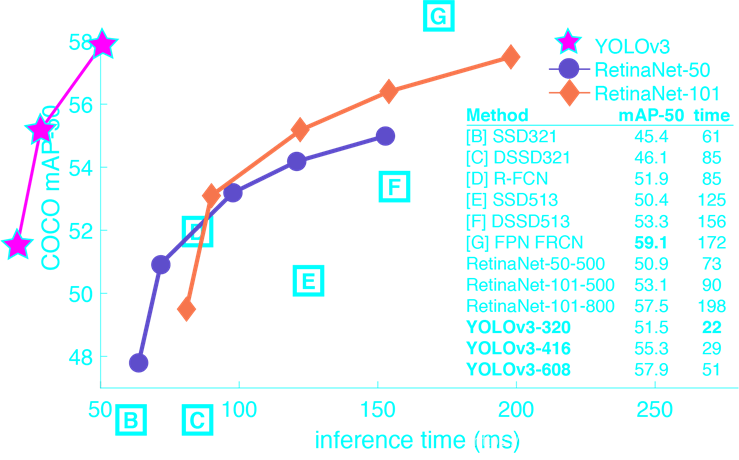 G
58
YOLOv3
RetinaNet-50
RetinaNet-101
56
Method mAP-50 time
[B] SSD321 45.4 61
[C] DSSD321 46.1 85
[D] R-FCN 51.9 85
[E] SSD513 50.4 125
[F] DSSD513 53.3 156
[G] FPN FRCN 59.1 172
RetinaNet-50-500 50.9 73
RetinaNet-101-500 53.1 90
RetinaNet-101-800 57.5 198
YOLOv3-320 51.5 22
YOLOv3-416 55.3 29
YOLOv3-608 57.9 51
COCO mAP-50
54
F
52
D
E
50
48
50 100 150 200 250
B C
inference time (ms)